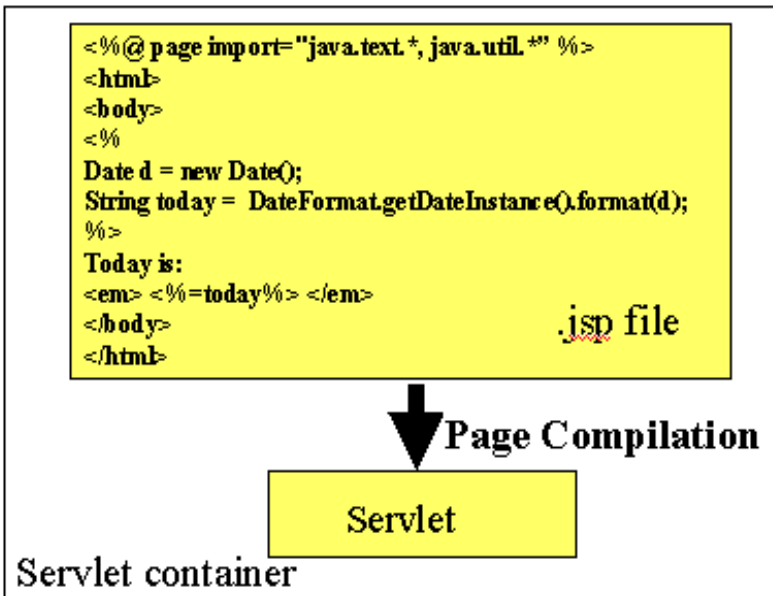 <%@ page import="java.text.*, java.util.*” %>
<html>
<body>
<%
Date d = new Date();
String today = DateFormat.getDateInstance().format(d);
%>
Today is:
<em> <%=today%> </em>
</body>
</html>
.jsp file
Page Compilation
Servlet
Servlet container